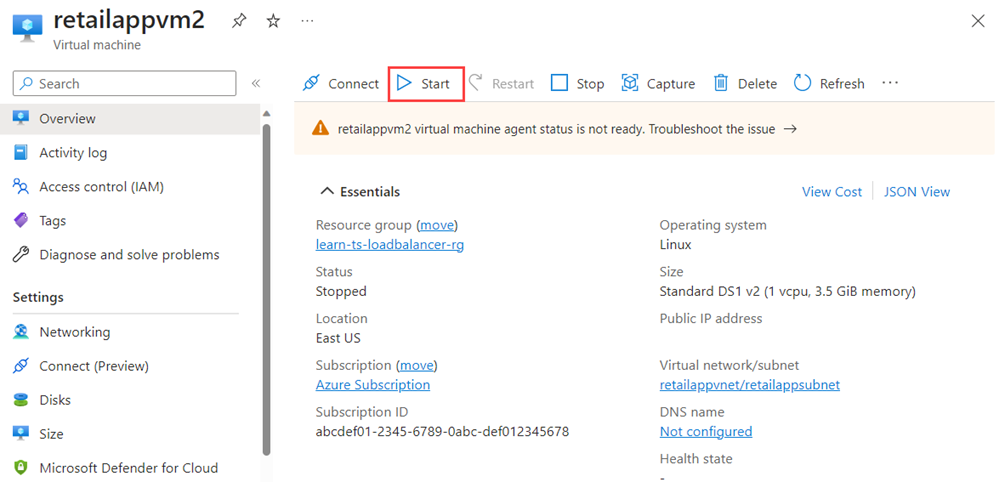 retailappvm2
Virtual machine
Search
Overview
Activity log
Access control (IAM)
Tags
Diagnose and solve problems
Settings
Networking
Connect (Preview)
Disks
Size
Microsoft Defender for Cloud
Connect Start Restart Stop Capture Delete Refresh
retailappvm2 virtual machine agent status is not ready. Troubleshoot the issue →
Essentials
View Cost JSON View
Resource group (move)
learn-ts-loadbalancer-rg
Status
Stopped
Location
East US
Subscription (move)
Azure Subscription
Subscription ID
abcdef01-2345-6789-0abc-def012345678
Operating system
Linux
Size
Standard DS1 v2 (1 vcpu, 3.5 GiB memory)
Public IP address
Virtual network/subnet
retailappvnet/retailappsubnet
DNS name
Not configured
Health state
-